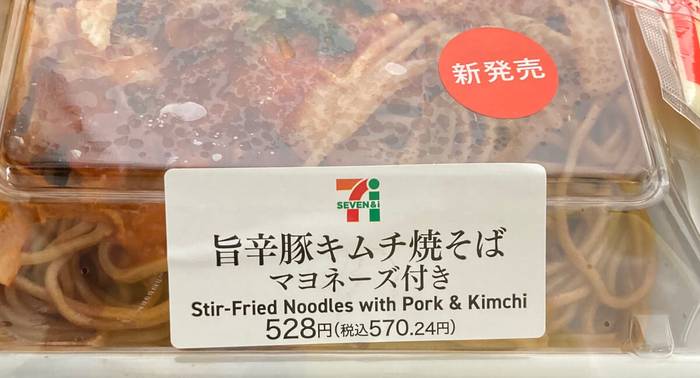 新発売
SEVEN&i
旨辛豚キムチ焼そば
マヨネーズ付き
Stir-Fried Noodles with Pork & Kimchi
528円(税込570.24円)